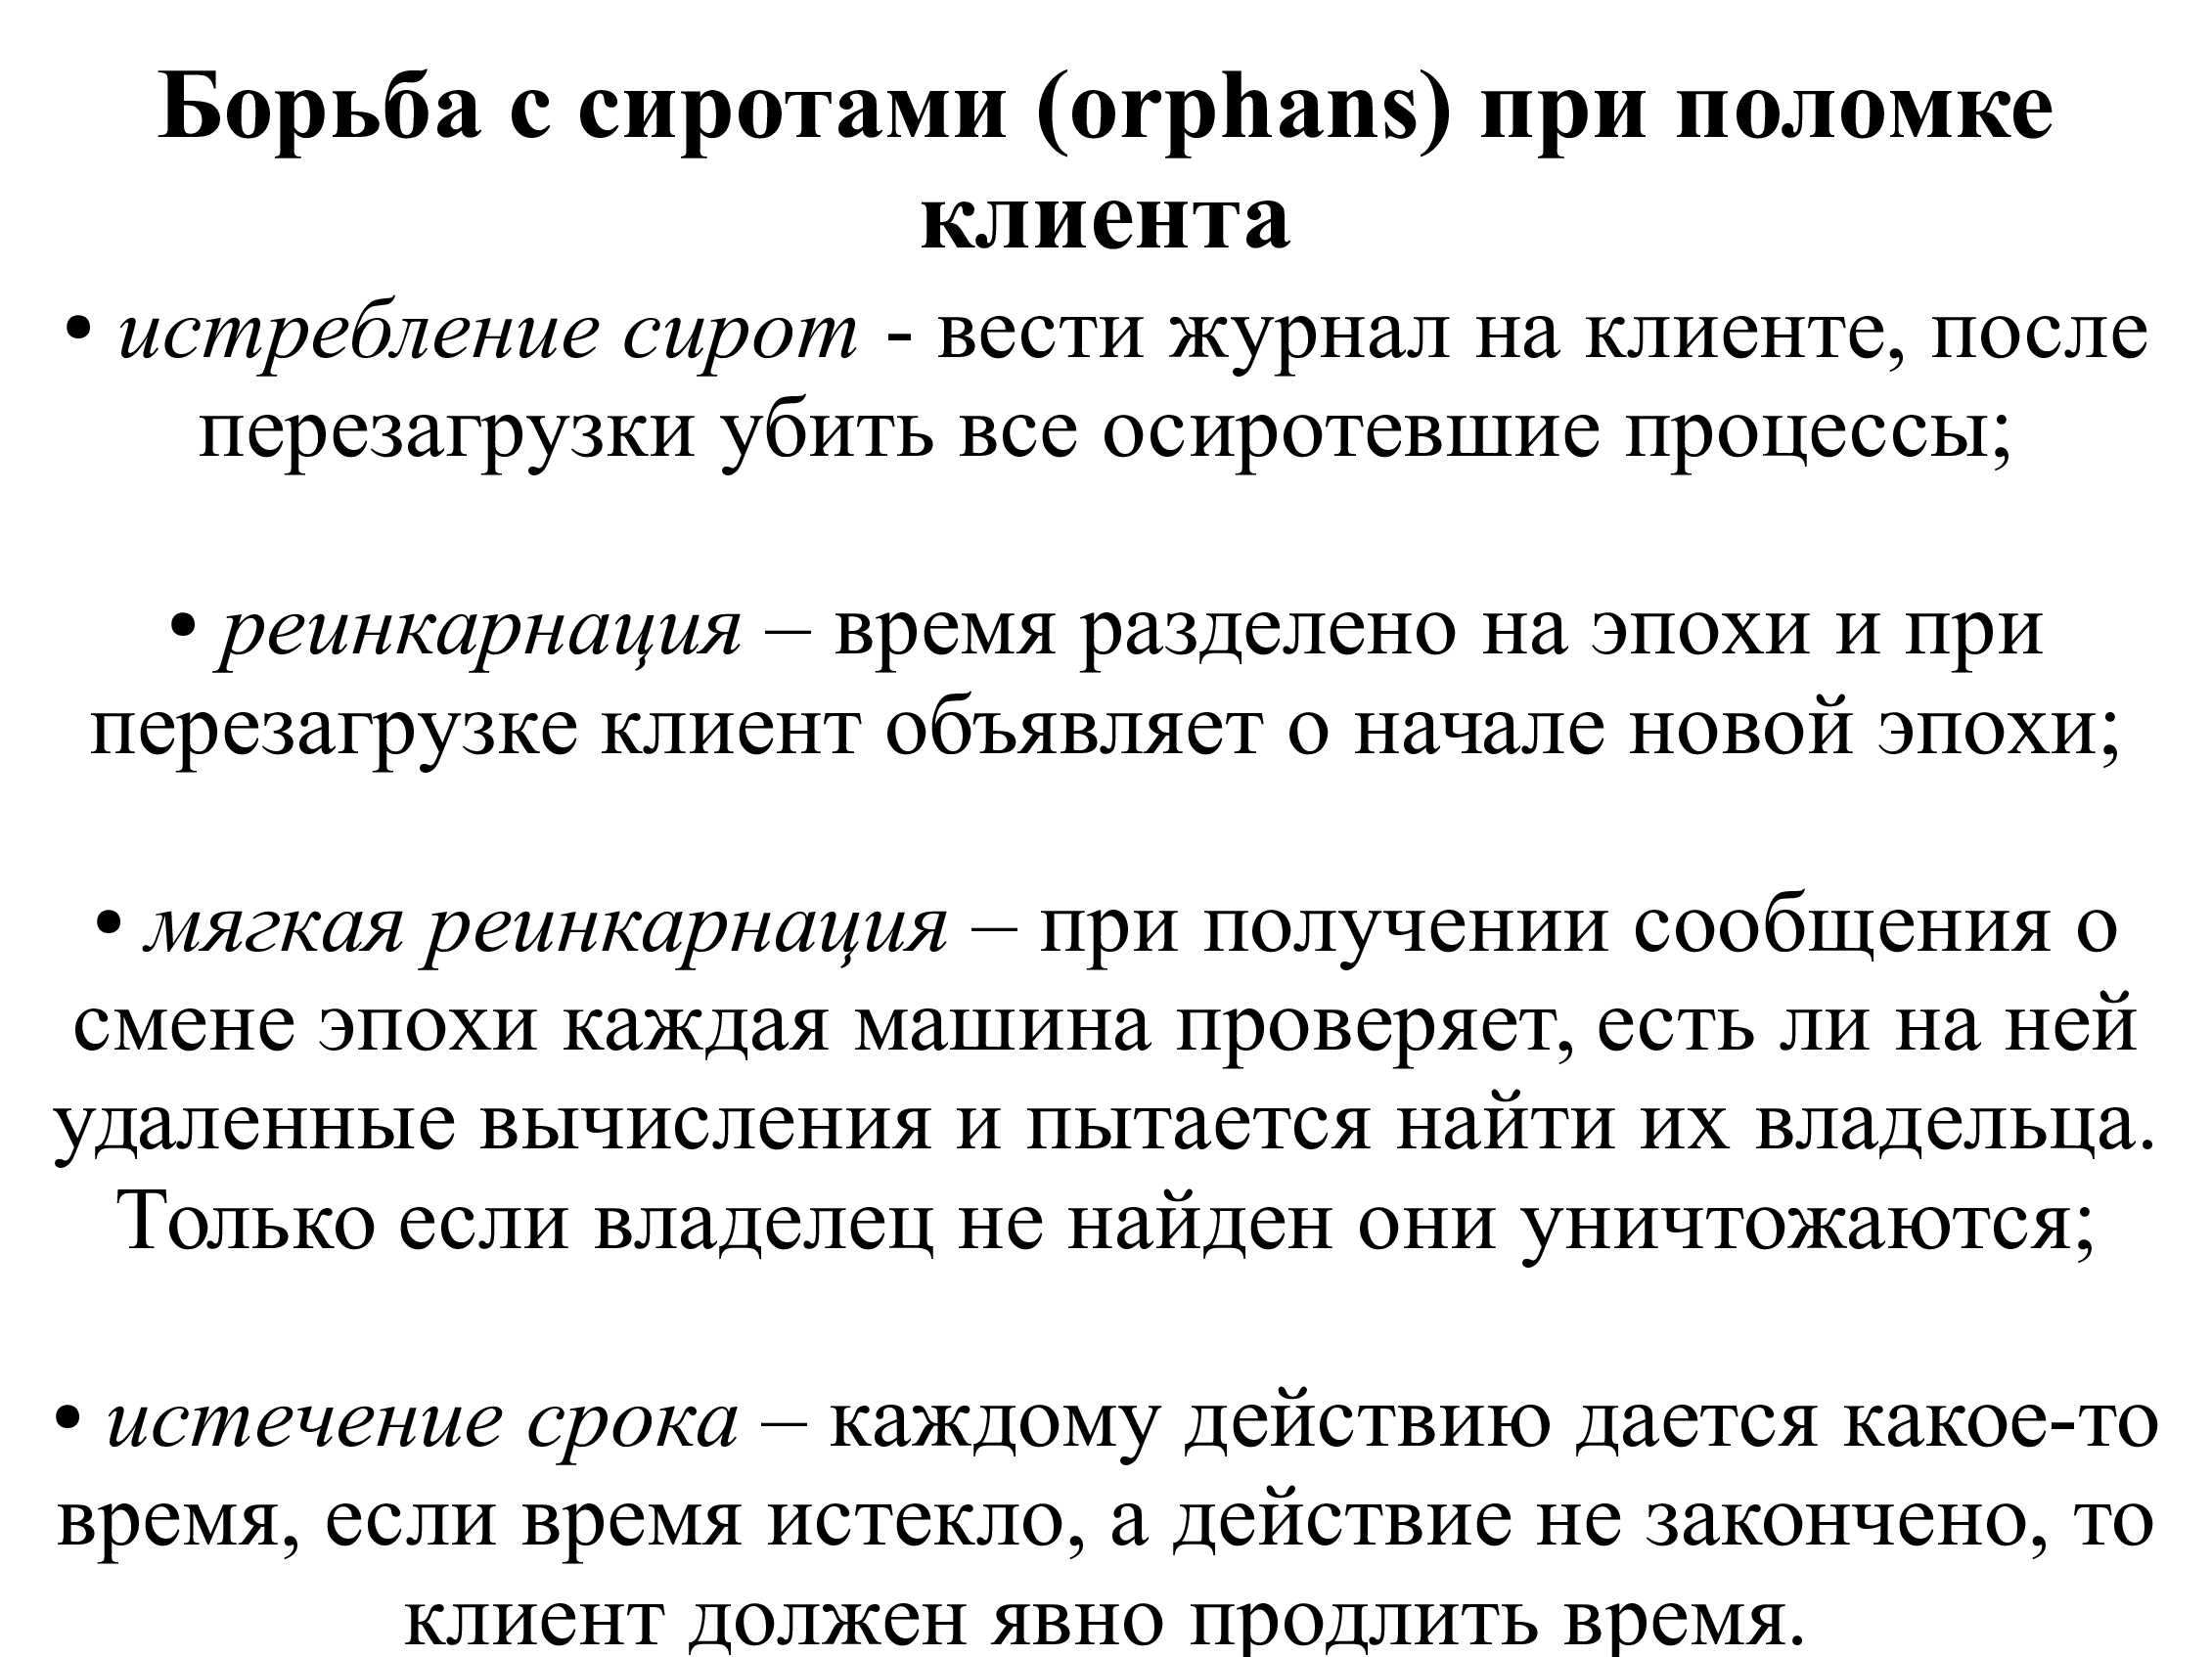 Борьба с сиротами (orphans) при поломке
клиента
• истребление сирот - вести журнал на клиенте, после
перезагрузки убить все осиротевшие процессы;
• реинкарнация – время разделено на эпохи и при
перезагрузке клиент объявляет о начале новой эпохи;
• мягкая реинкарнация – при получении сообщения о
смене эпохи каждая машина проверяет, есть ли на ней
удаленные вычисления и пытается найти их владельца.
Только если владелец не найден они уничтожаются;
• истечение срока – каждому действию дается какое-то
время, если время истекло, а действие не закончено, то
клиент должен явно продлить время.